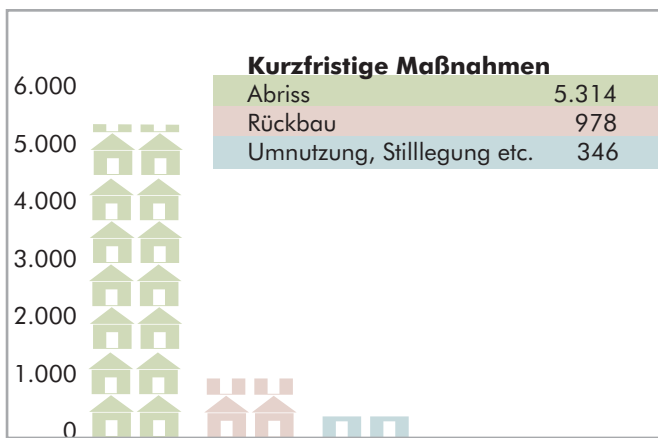 Kurzfristige Maßnahmen
6.000
Abriss 5.314
Rückbau 978
5.000
Umnutzung, Stilllegung etc. 346
4.000
3.000
2.000
1.000
0